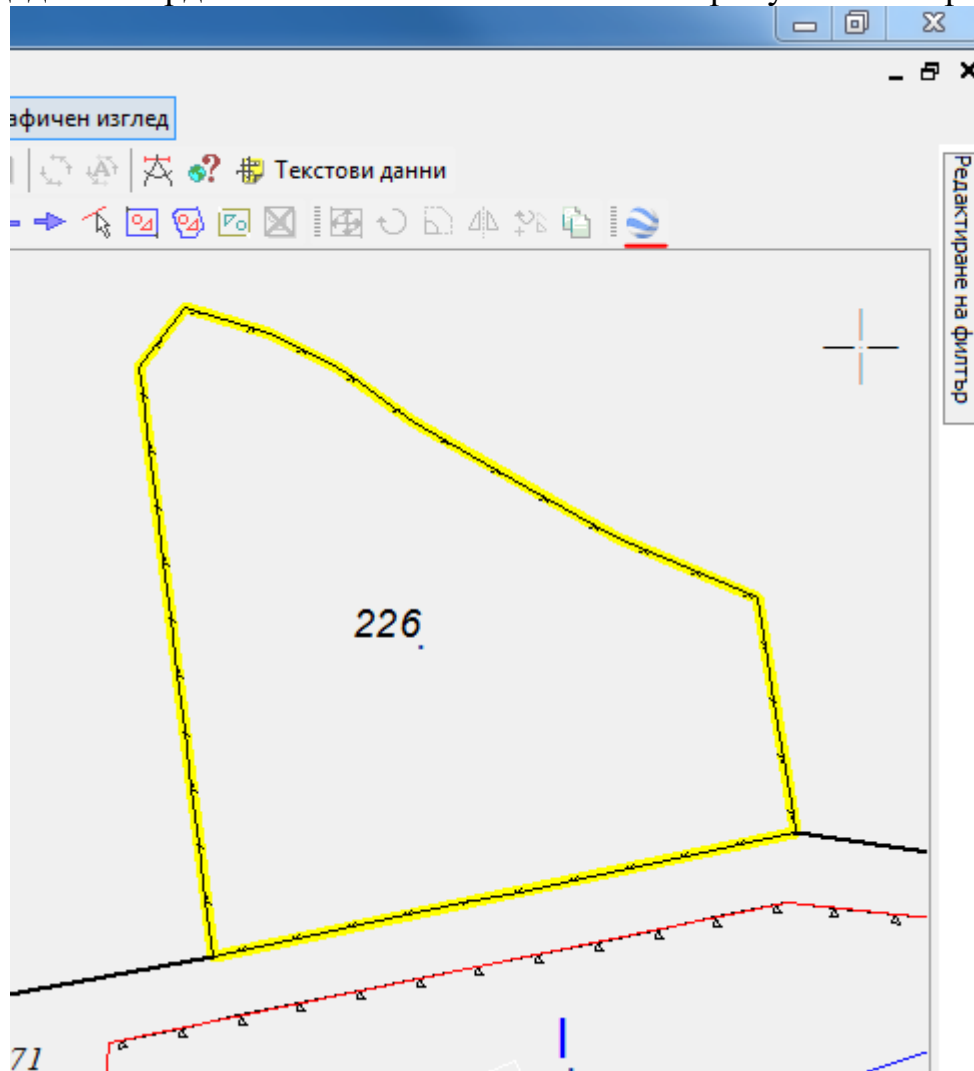 афичен изглед
Текстови данни
Редактиране на филтър
226
71